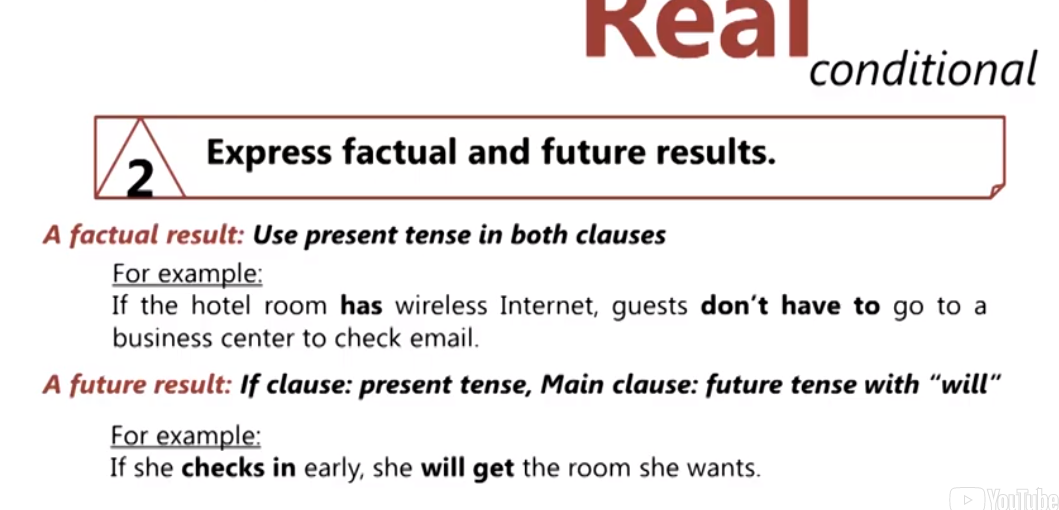 Real
conditional
2
Express factual and future results.
A factual result: Use present tense in both clauses
For example:
If the hotel room has wireless Internet, guests don't have to go to a
business center to check email.
A future result: If clause: present tense, Main clause: future tense with “will”
For example:
If she checks in early, she will get the room she wants.
YouTube